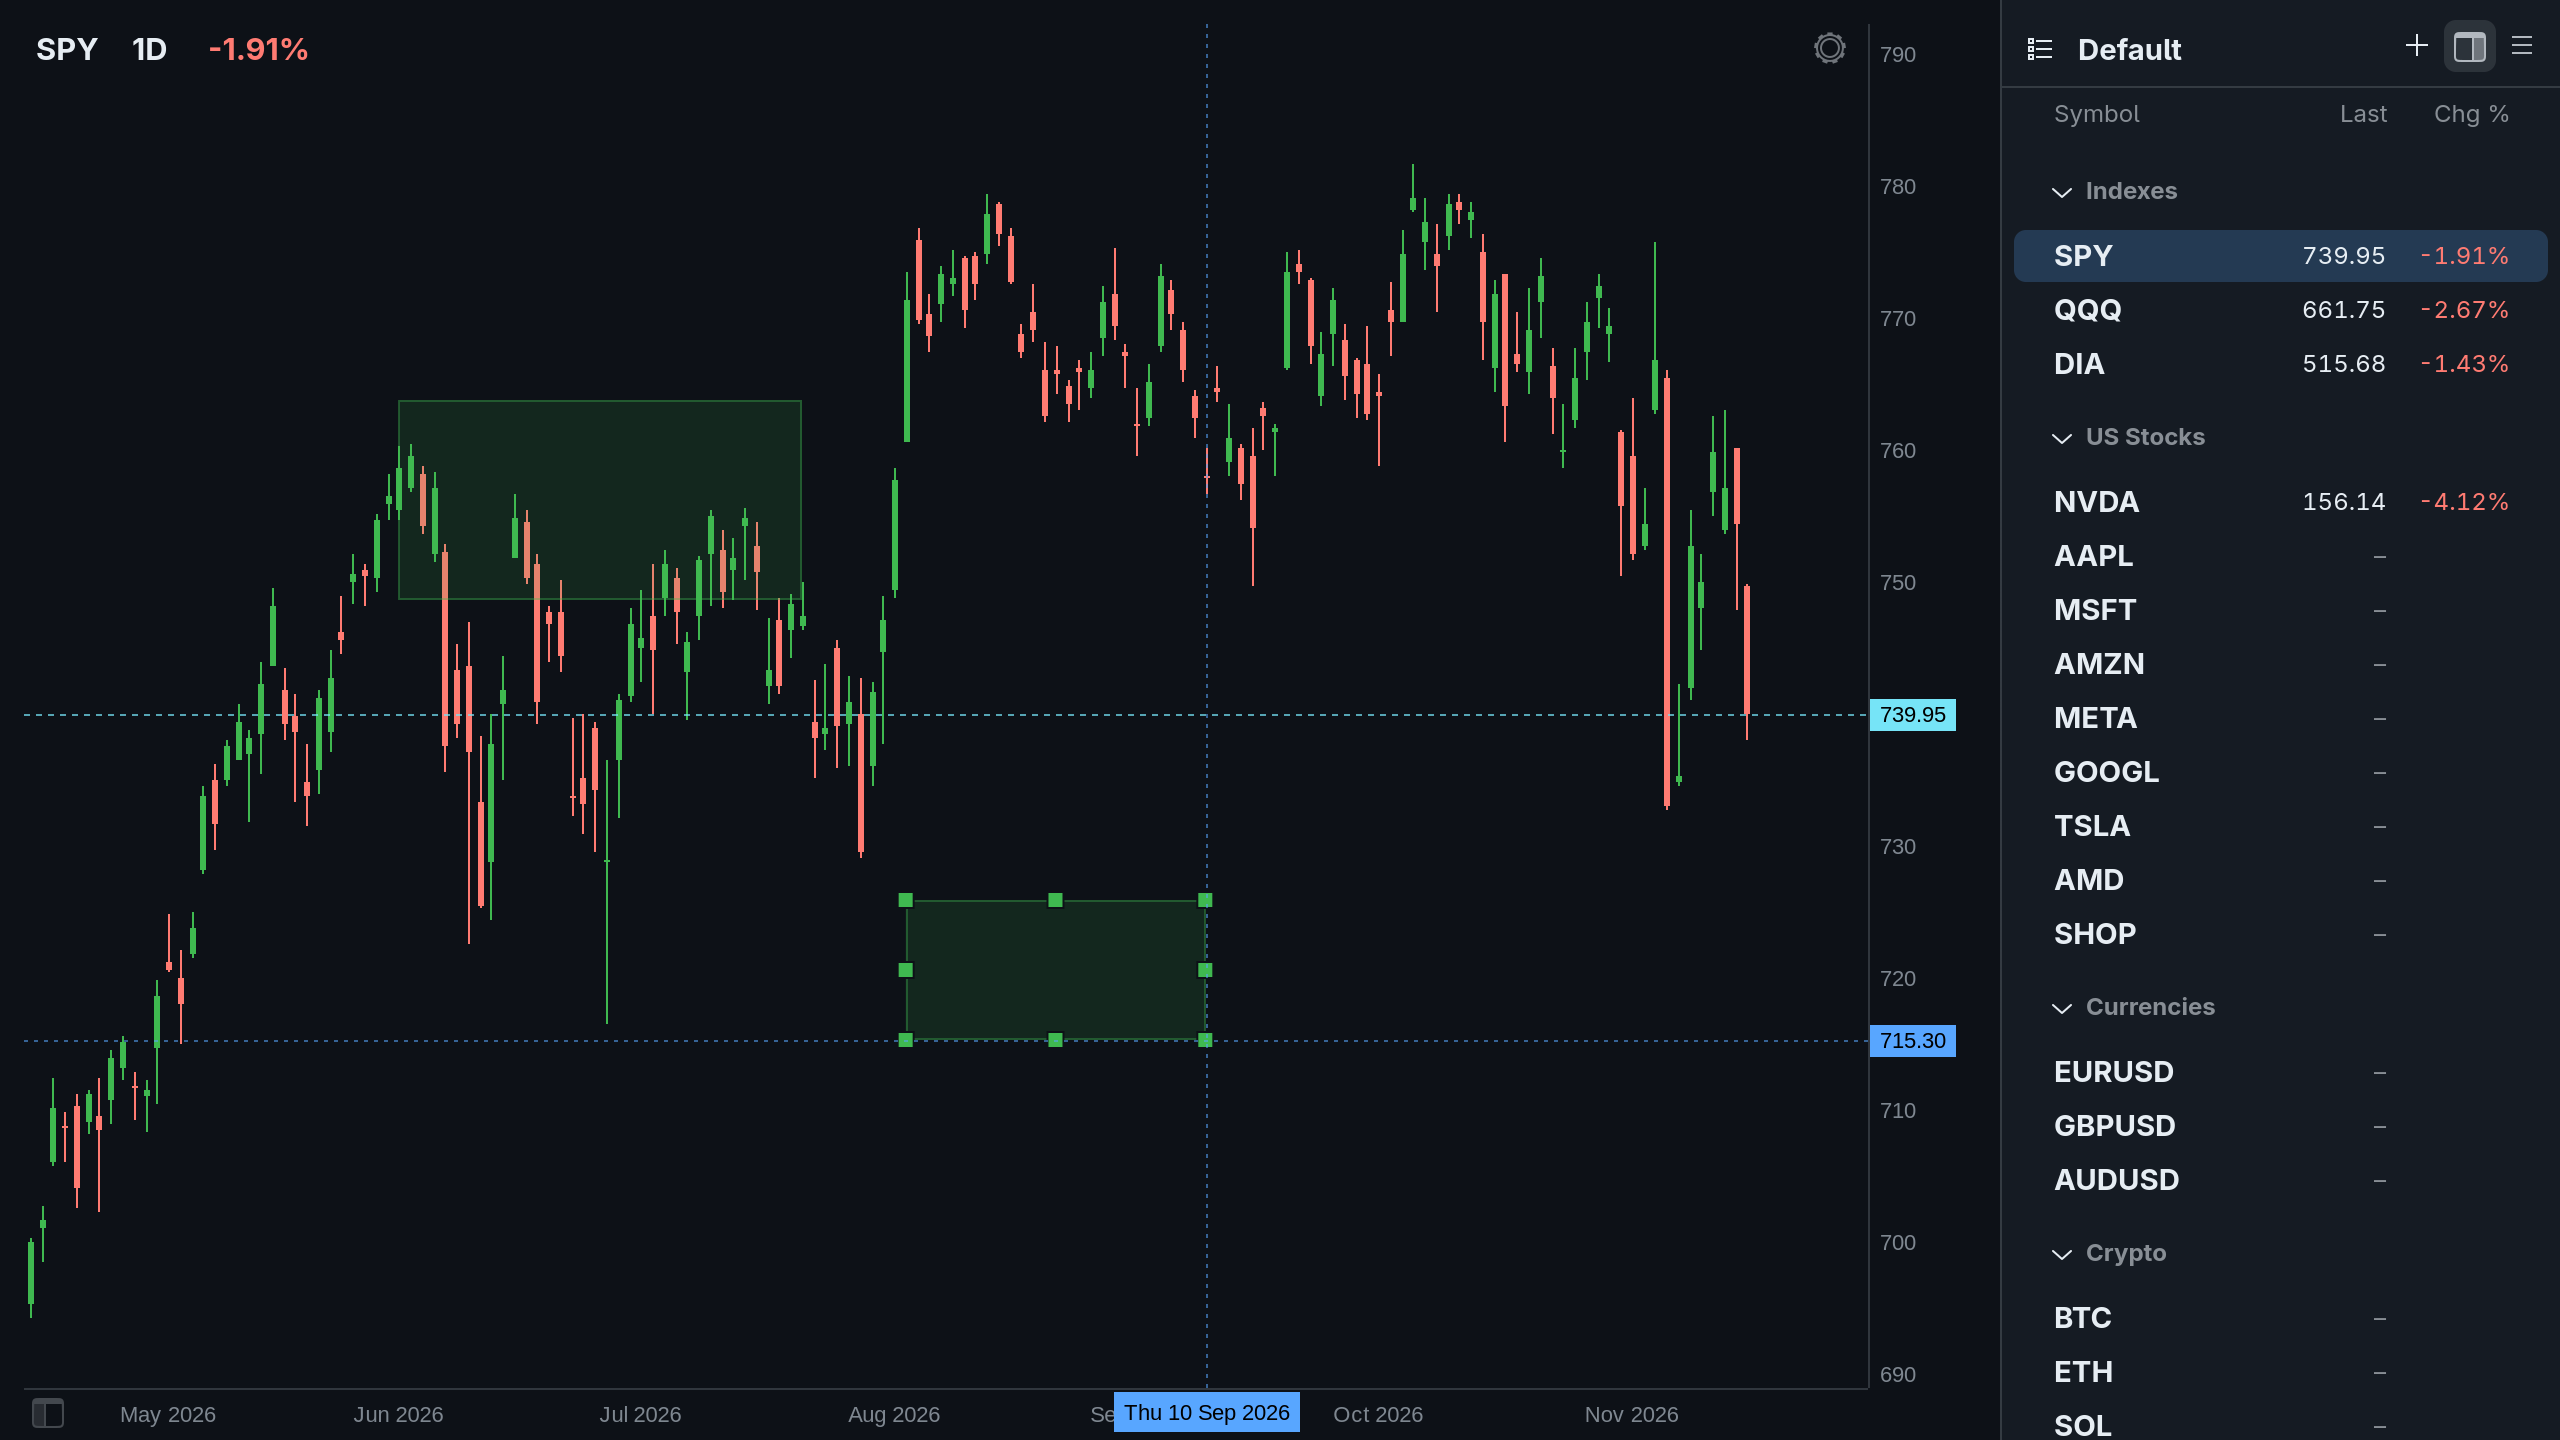 SPY 1D -1.91%
790
780
770
760
750
739.95
730
720
715.30
710
700
690
May 2026 Jun 2026 Jul 2026 Aug 2026 Se Thu 10 Sep 2026 Oct 2026 Nov 2026
Default
Symbol Last Chg %
Indexes
SPY 739.95 -1.91%
QQQ 661.75 -2.67%
DIA 515.68 -1.43%
US Stocks
NVDA 156.14 -4.12%
AAPL –
MSFT –
AMZN –
META –
GOOGL –
TSLA –
AMD –
SHOP –
Currencies
EURUSD –
GBPUSD –
AUDUSD –
Crypto
BTC –
ETH –
SOL –